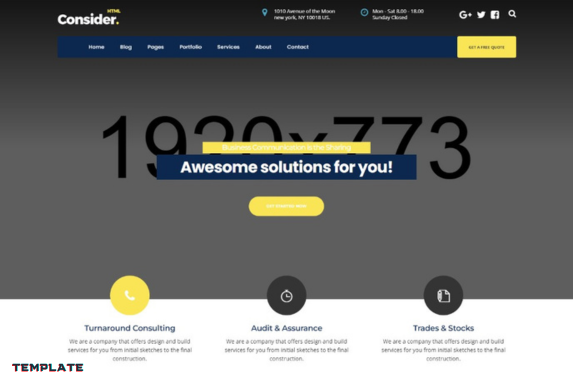 HTML
Consider.
1010 Avenue of the Moon
new york, NY 10018 US.
Mon - Sat 8.00 - 18.00
Sunday Closed
G+
Home Blog Pages Portfolio Services About Contact
GET A FREE QUOTE
1920x773
Business Communication is the Sharing
Awesome solutions for you!
Turnaround Consulting
We are a company that offers design and build
services for you from initial sketches to the final
construction.
Audit & Assurance
We are a company that offers design and build
services for you from initial sketches to the final
construction.
Trades & Stocks
We are a company that offers design and build
services for you from initial sketches to the final
construction.
TEMPLATE